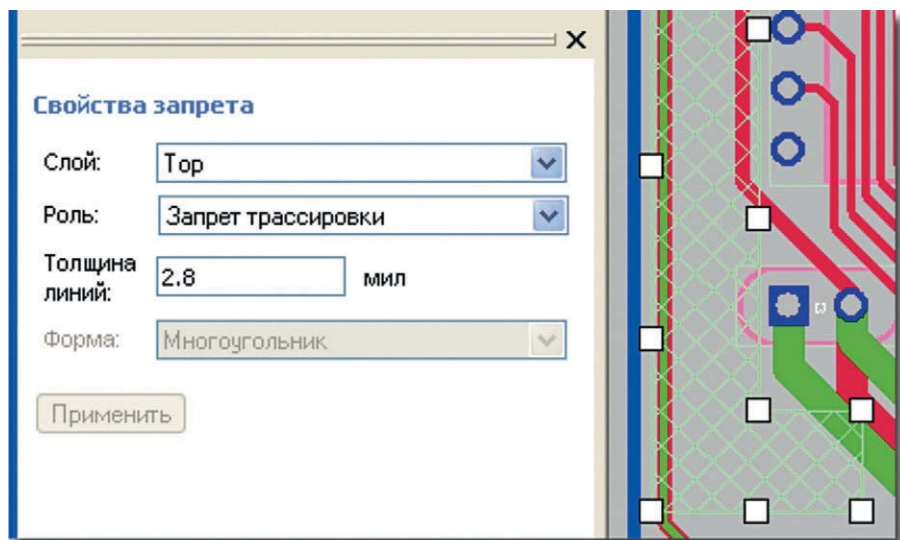 Свойства запрета
Слой: Top
Роль: Запрет трассировки
Толщина линий: 2.8 мил
Форма: Многоугольник
Применить